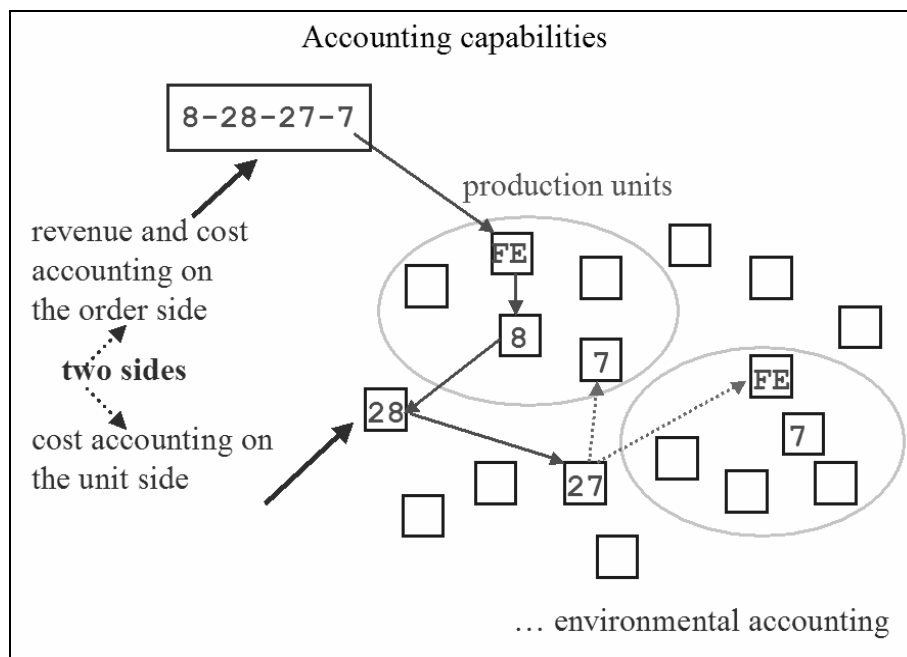 Accounting capabilities
8-28-27-7
production units
revenue and cost
accounting on
the order side
FE
8
7
two sides
FE
28
cost accounting on
the unit side
7
27
... environmental accounting